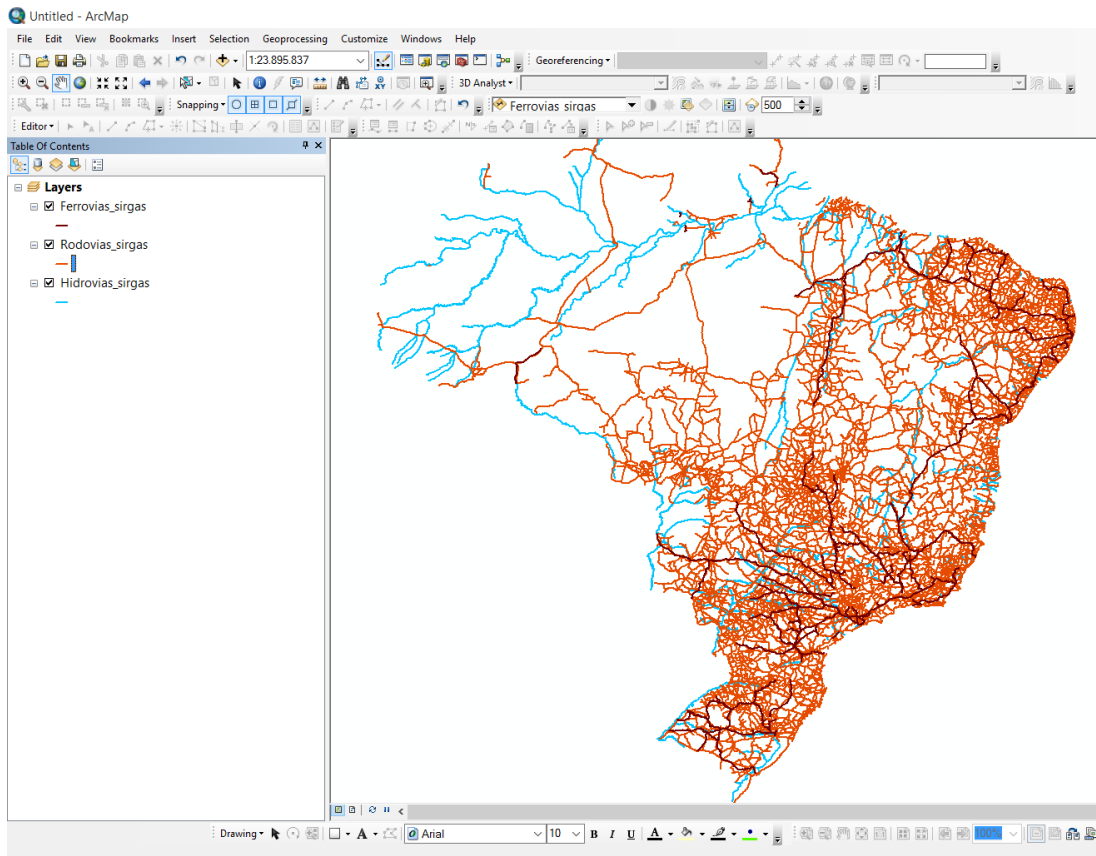 Untitled - ArcMap
File Edit View Bookmarks Insert Selection Geoprocessing Customize Windows Help
1:23.895.837 Georeferencing
3D Analyst
Snapping Ferrovias_sirgas 500
Editor
Table Of Contents
Layers
Ferrovias_sirgas
Rodovias_sirgas
Hidrovias_sirgas
Drawing A Arial 10 B I U A 100%